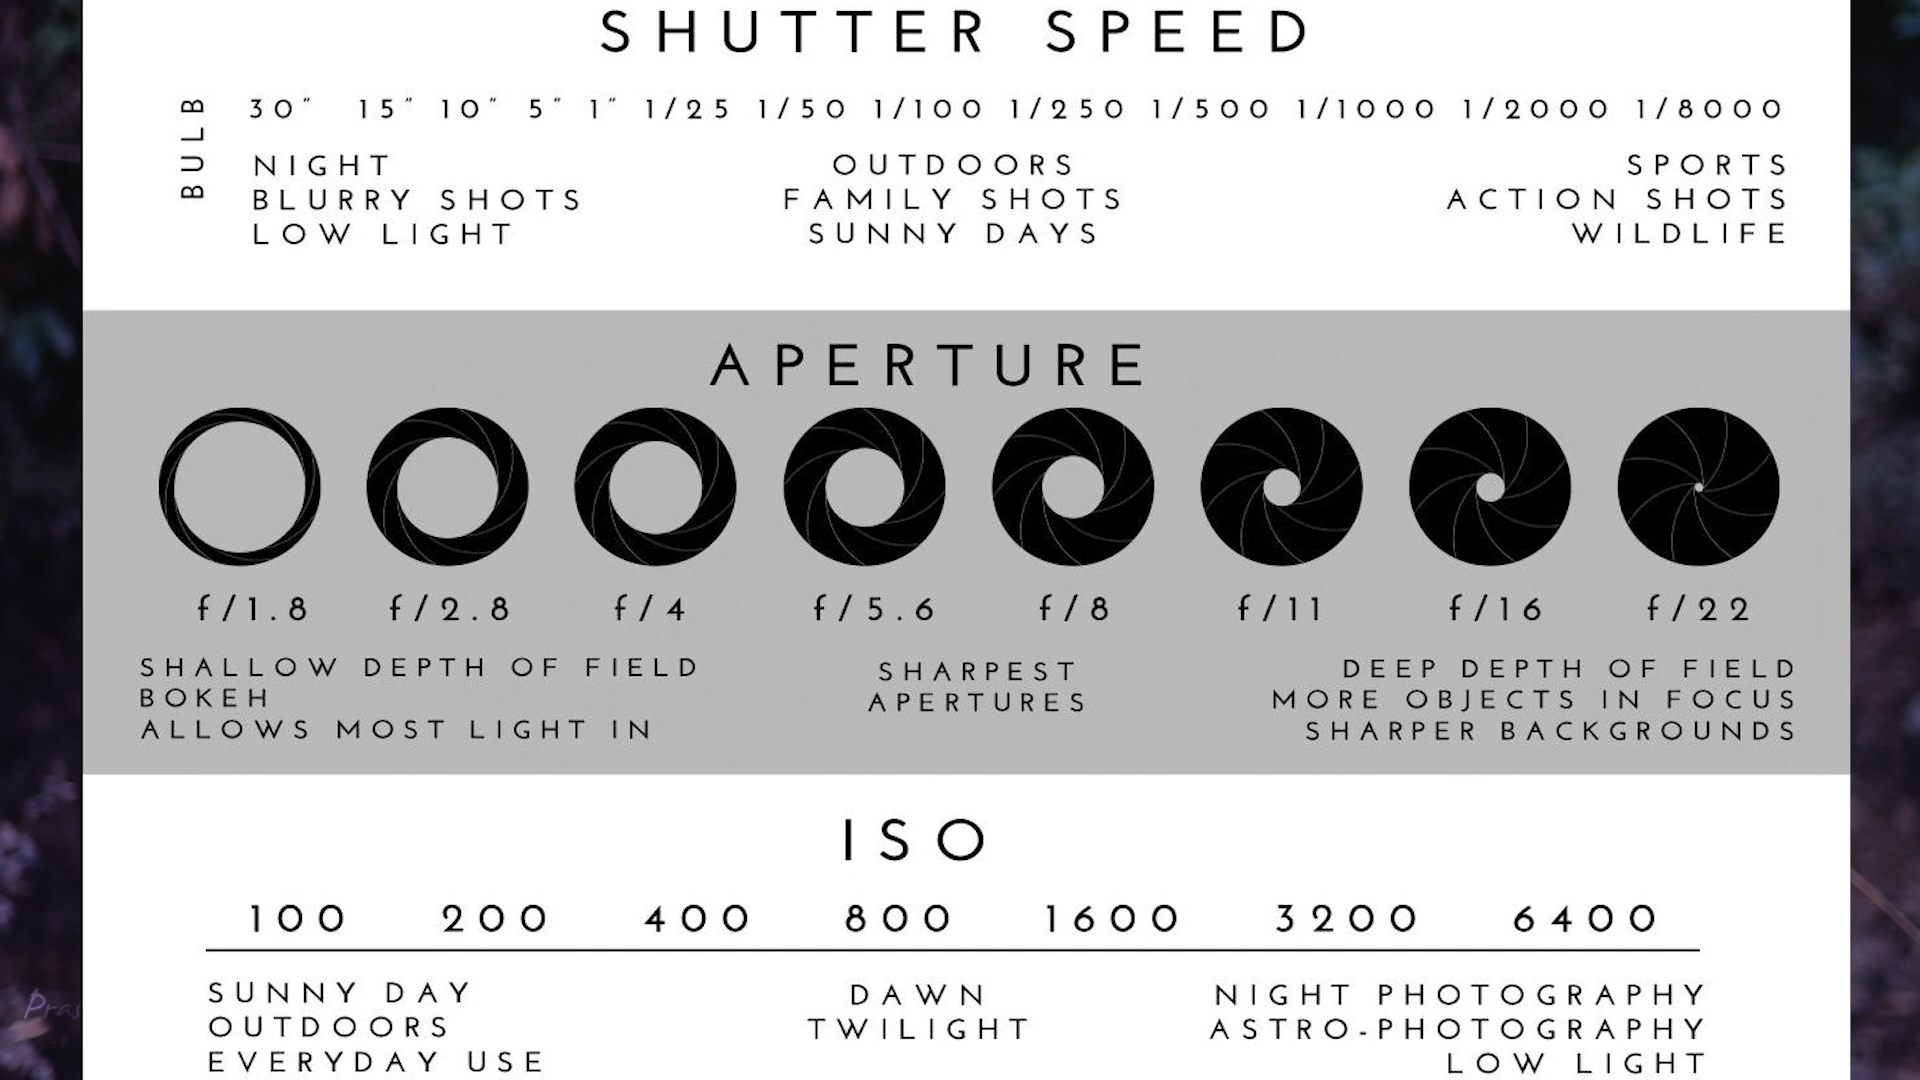 SHUTTER SPEED
BULB
30" 15" 10" 5" 1" 1/25 1/50 1/100 1/250 1/500 1/1000 1/2000 1/8000
NIGHT
BLURRY SHOTS
LOW LIGHT
OUTDOORS
FAMILY SHOTS
SUNNY DAYS
SPORTS
ACTION SHOTS
WILDLIFE
APERTURE
f/1.8 f/2.8 f/4 f/5.6 f/8 f/11 f/16 f/22
SHALLOW DEPTH OF FIELD
BOKEH
ALLOWS MOST LIGHT IN
SHARPEST
APERTURES
DEEP DEPTH OF FIELD
MORE OBJECTS IN FOCUS
SHARPER BACKGROUNDS
ISO
100 200 400 800 1600 3200 6400
SUNNY DAY
OUTDOORS
EVERYDAY USE
DAWN
TWILIGHT
NIGHT PHOTOGRAPHY
ASTRO-PHOTOGRAPHY
LOW LIGHT